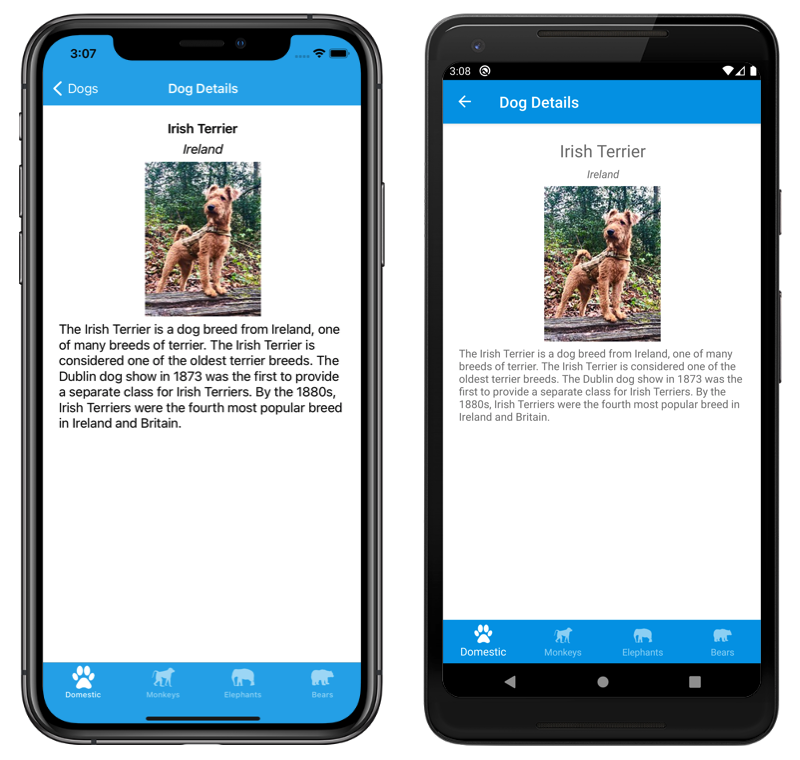 3:07
Dogs
Dog Details
Irish Terrier
Ireland
The Irish Terrier is a dog breed from Ireland, one
of many breeds of terrier. The Irish Terrier is
considered one of the oldest terrier breeds. The
Dublin dog show in 1873 was the first to provide
a separate class for Irish Terriers. By the 1880s,
Irish Terriers were the fourth most popular breed
in Ireland and Britain.
Domestic
Monkeys
Elephants
Bears
3:08
Dog Details
Irish Terrier
Ireland
The Irish Terrier is a dog breed from Ireland, one of many
breeds of terrier. The Irish Terrier is considered one of the
oldest terrier breeds. The Dublin dog show in 1873 was the
first to provide a separate class for Irish Terriers. By the
1880s, Irish Terriers were the fourth most popular breed in
Ireland and Britain.
Domestic
Monkeys
Elephants
Bears